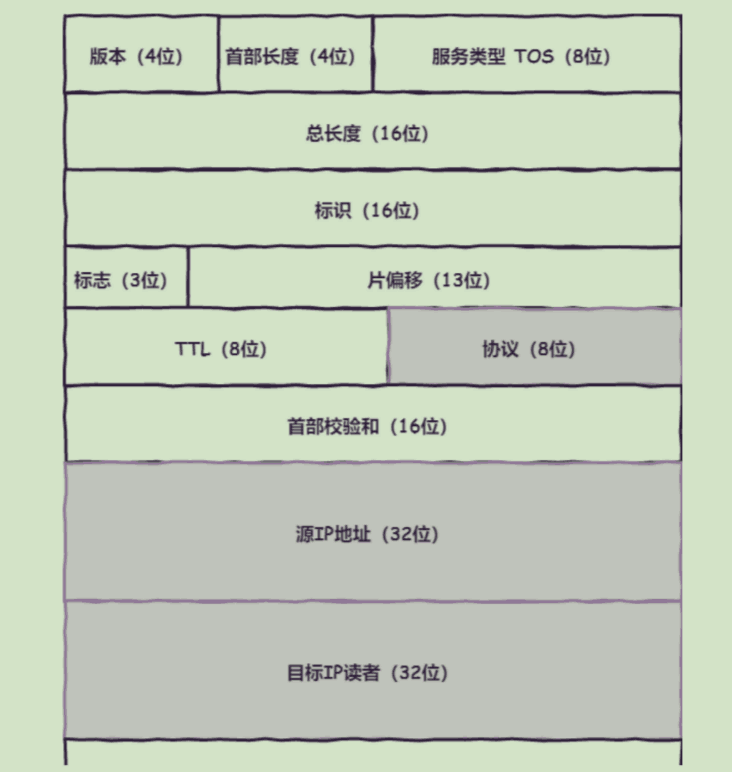 版本（4位）
首部长度（4位）
服务类型 TOS（8位）
总长度（16位）
标识（16位）
标志（3位）
片偏移（13位）
TTL（8位）
协议（8位）
首部校验和（16位）
源IP地址（32位）
目标IP读者（32位）